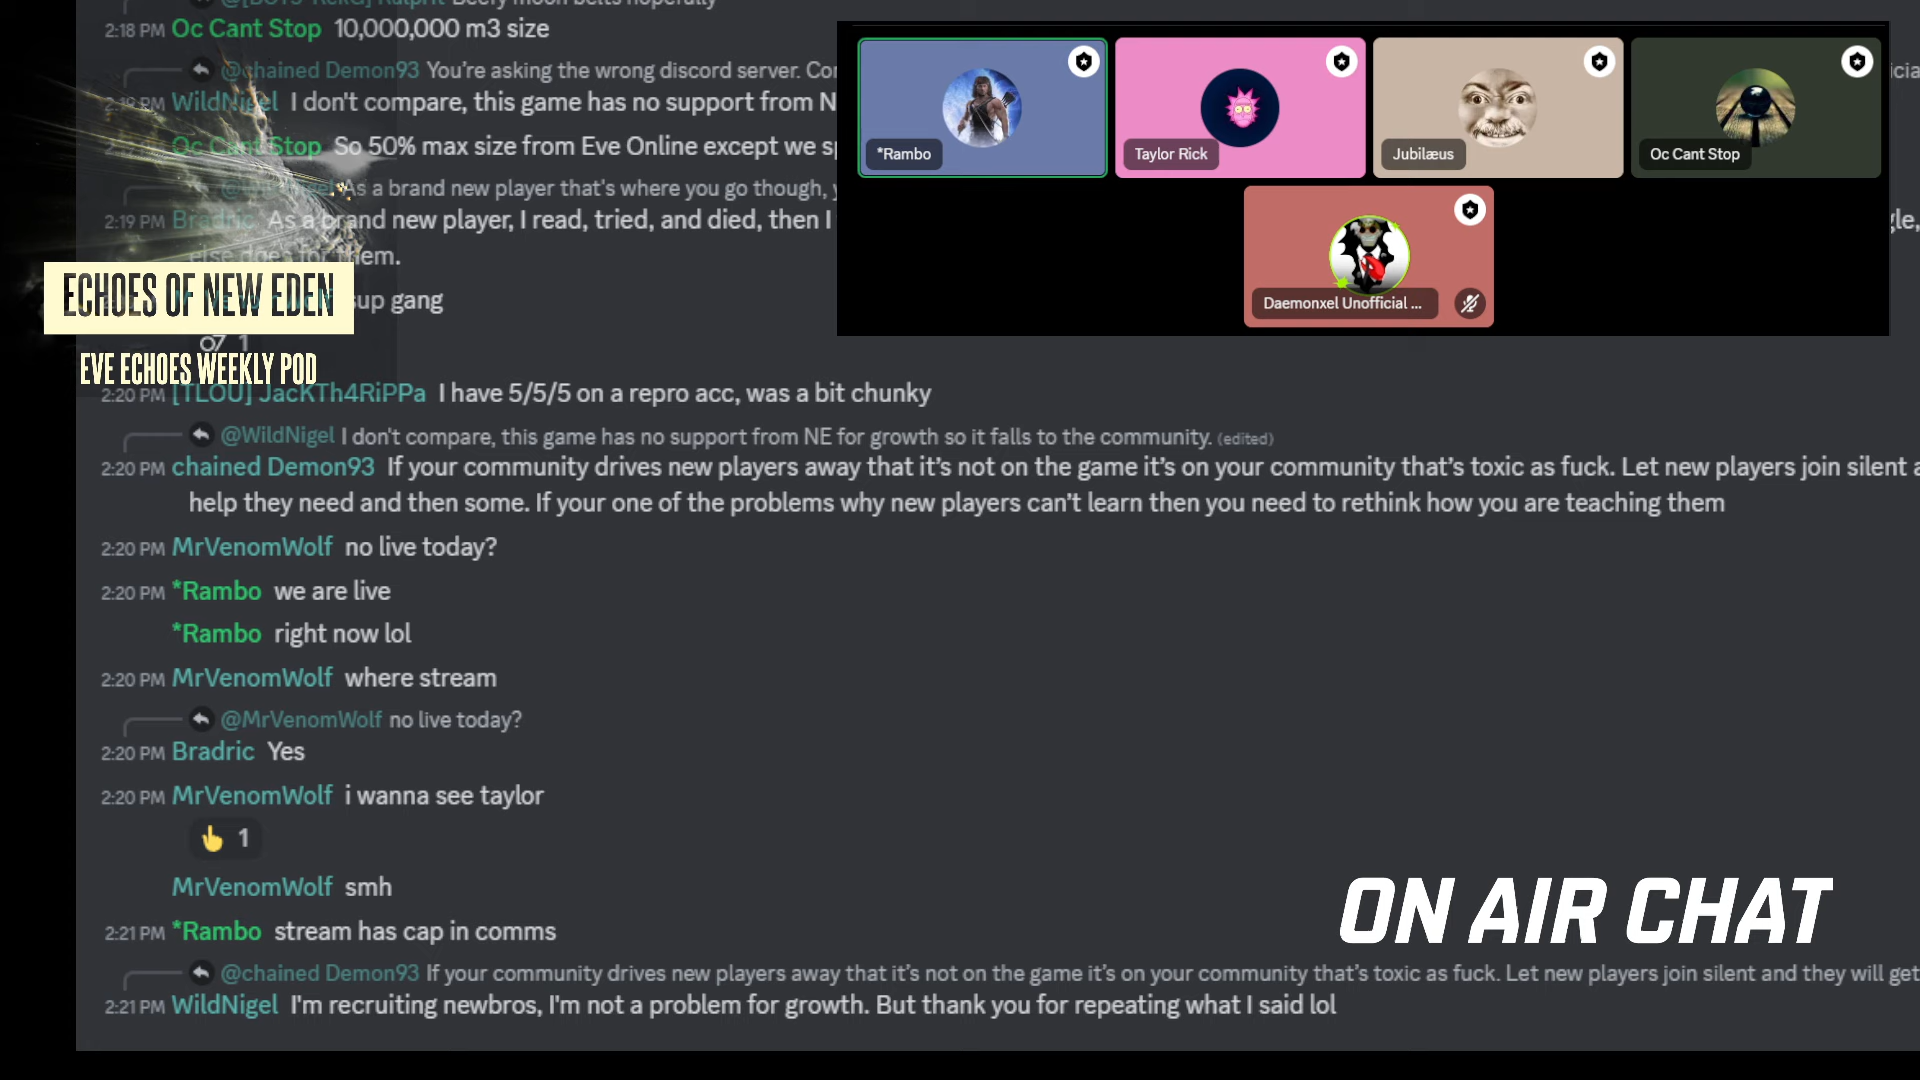 2:18 PM Oc Cant Stop 10,000,000 m3 size
@chained Demon93 You're asking the wrong discord server.
2:19 PM WildNigel I don't compare, this game has no support from N
Oc Cant Stop So 50% max size from Eve Online except we sp
As a brand new player that's where you go though,
2:19 PM Bradric As a brand new player, I read, tried, and died, then I
else does for them.
sup gang
o7 1
ECHOES OF NEW EDEN
EVE ECHOES WEEKLY POD
*Rambo
Taylor Rick
Jubilæus
Oc Cant Stop
Daemonxel Unofficial ...
2:20 PM [TLOU] JacKTh4RiPPa I have 5/5/5 on a repro acc, was a bit chunky
@WildNigel I don't compare, this game has no support from NE for growth so it falls to the community. (edited)
2:20 PM chained Demon93 If your community drives new players away that it's not on the game it's on your community that's toxic as fuck. Let new players join silent a
help they need and then some. If your one of the problems why new players can't learn then you need to rethink how you are teaching them
2:20 PM MrVenomWolf no live today?
2:20 PM *Rambo we are live
*Rambo right now lol
2:20 PM MrVenomWolf where stream
@MrVenomWolf no live today?
2:20 PM Bradric Yes
2:20 PM MrVenomWolf i wanna see taylor
1
MrVenomWolf smh
2:21 PM *Rambo stream has cap in comms
@chained Demon93 If your community drives new players away that it's not on the game it's on your community that's toxic as fuck. Let new players join silent and they will get
2:21 PM WildNigel I'm recruiting newbros, I'm not a problem for growth. But thank you for repeating what I said lol
ON AIR CHAT